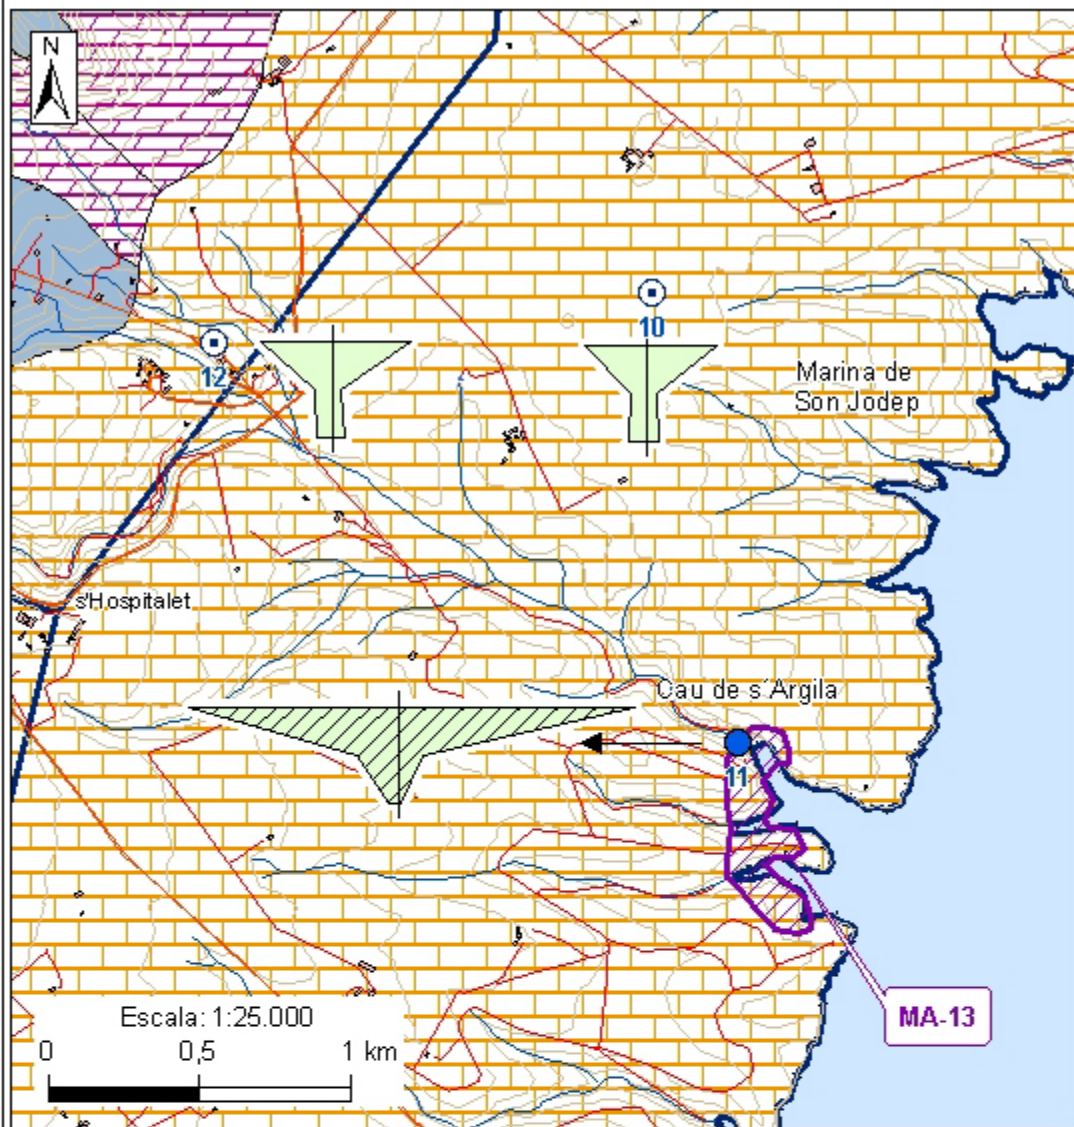 N
10
12
Marina de
Son Jodep
s'Hospitalet
Cau de s´Argila
11
MA-13
Escala: 1:25.000
0 0,5 1 km